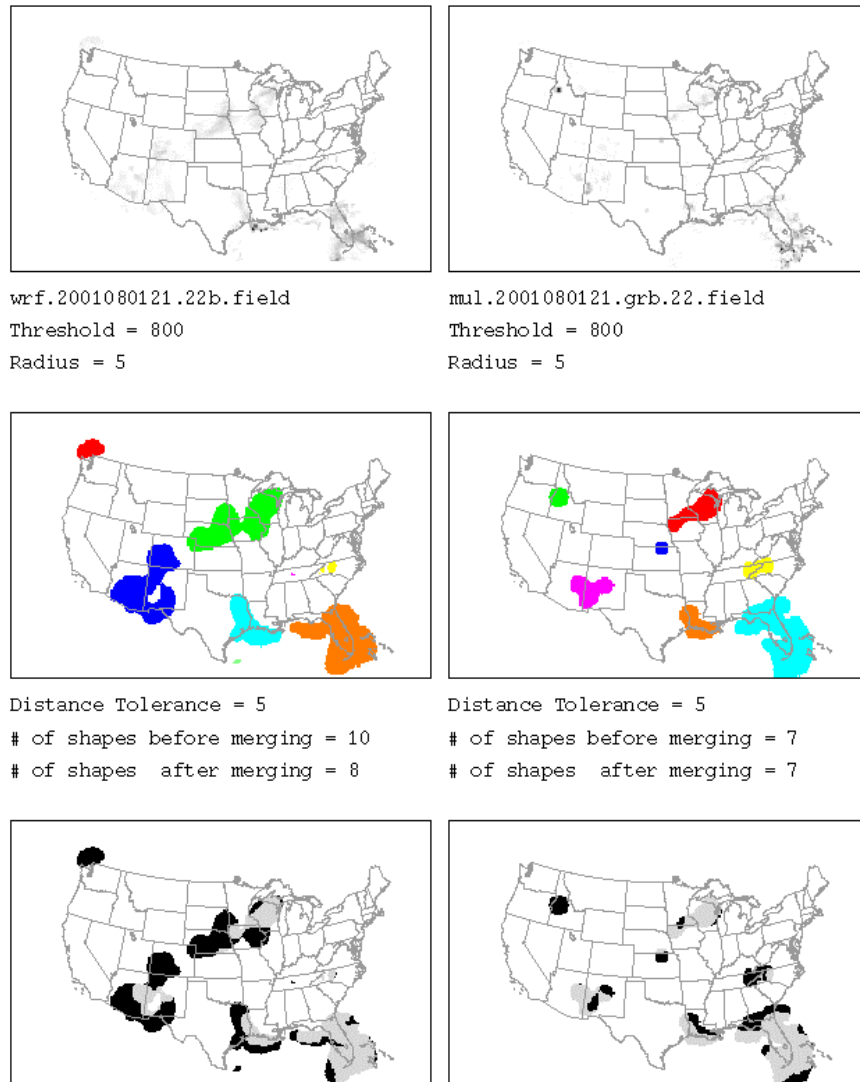 wrf.2001080121.22b.field
Threshold = 800
Radius = 5
mul.2001080121.grb.22.field
Threshold = 800
Radius = 5
Distance Tolerance = 5
# of shapes before merging = 10
# of shapes  after merging = 8
Distance Tolerance = 5
# of shapes before merging = 7
# of shapes  after merging = 7